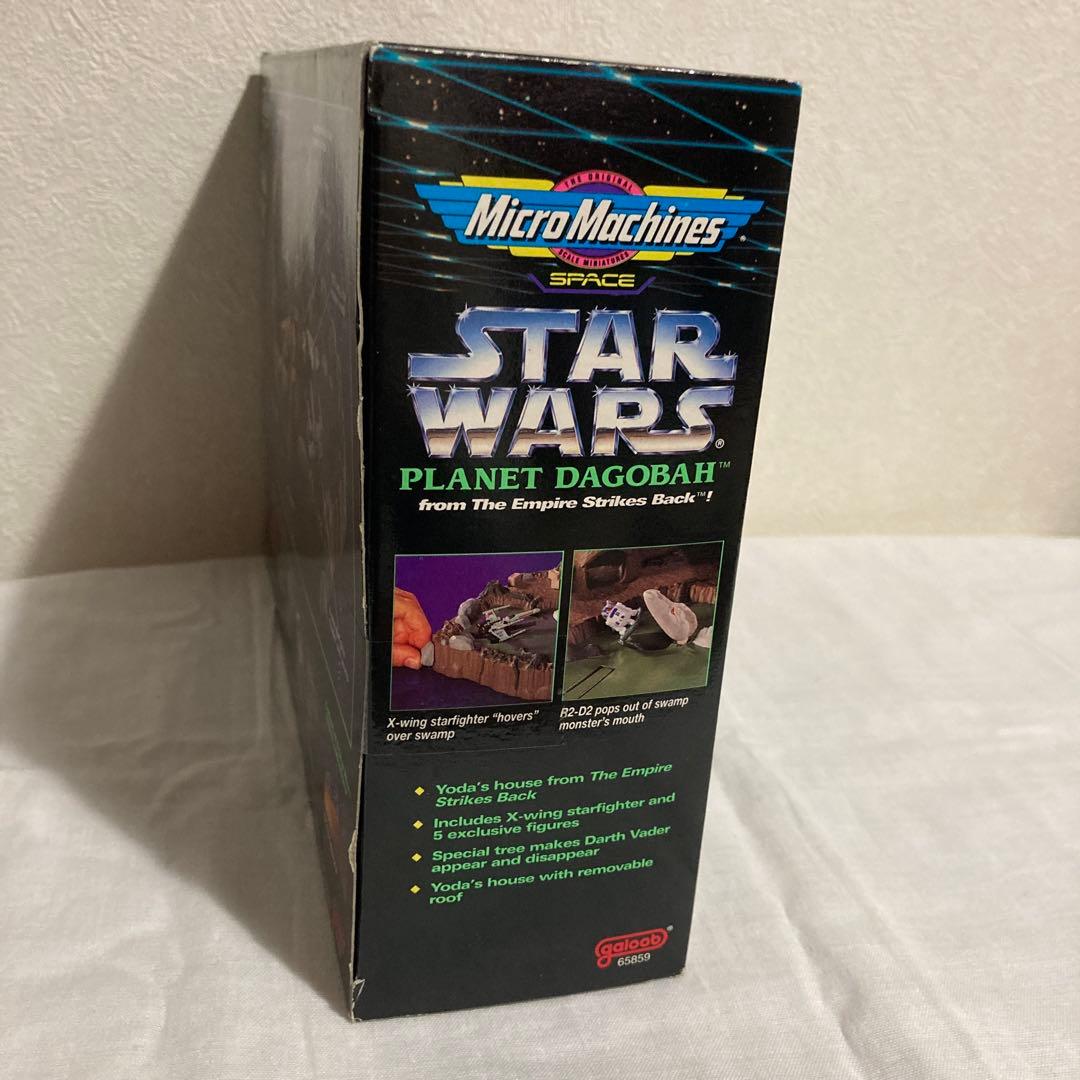 THE ORIGINAL
Micro Machines ®
SCALE MINIATURES
SPACE
STAR
WARS ®
PLANET DAGOBAH™
from The Empire Strikes Back™!
X-wing starfighter "hovers"
over swamp
R2-D2 pops out of swamp
monster's mouth
Yoda's house from The Empire
Strikes Back
Includes X-wing starfighter and
5 exclusive figures
Special tree makes Darth Vader
appear and disappear
Yoda's house with removable
roof
galoob ®
65859